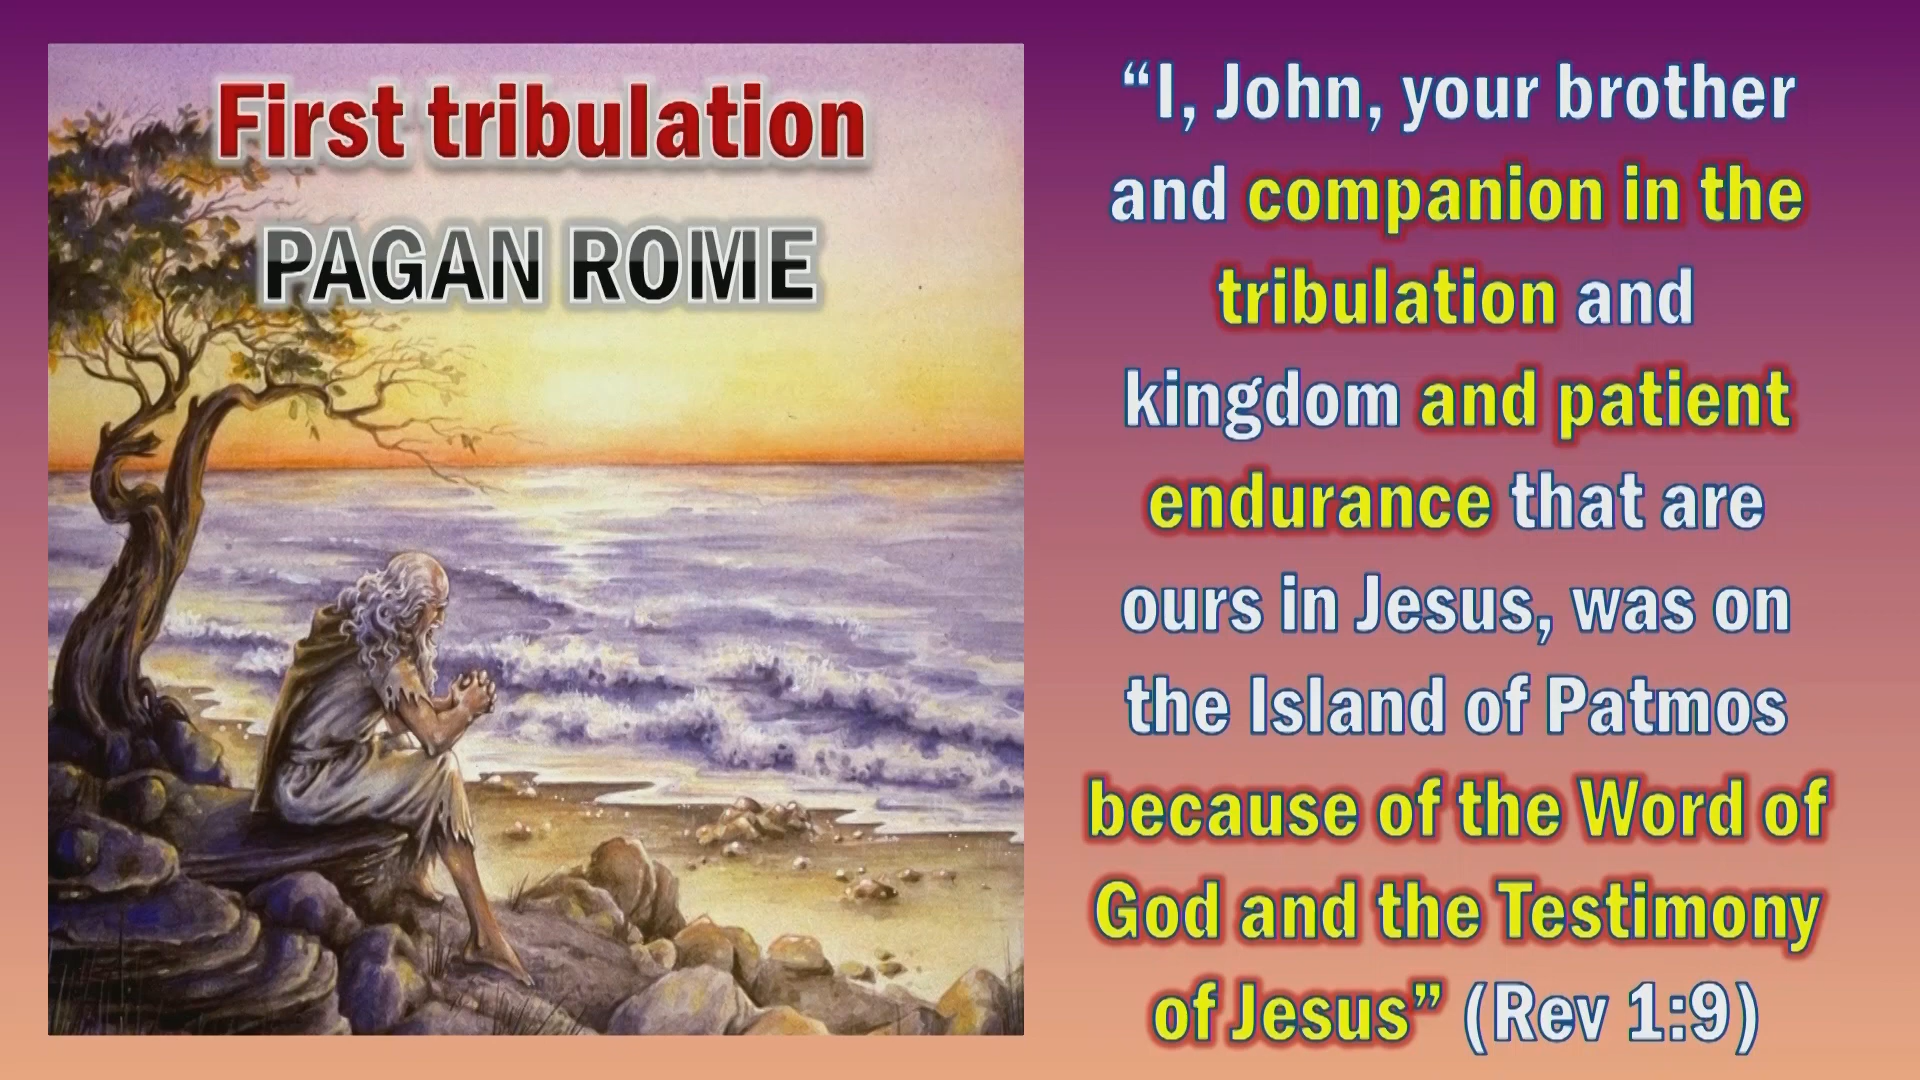 First tribulation
PAGAN ROME
“I, John, your brother
and companion in the
tribulation and
kingdom and patient
endurance that are
ours in Jesus, was on
the Island of Patmos
because of the Word of
God and the Testimony
of Jesus” (Rev 1:9)